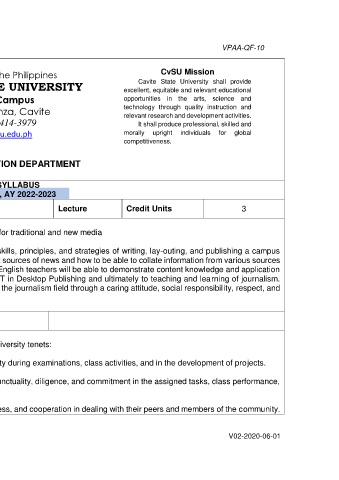 VPAA-QF-10
he Philippines
E UNIVERSITY
Campus
nza, Cavite
414-3979
u.edu.ph
CvSU Mission
Cavite State University shall provide
excellent, equitable and relevant educational
opportunities in the arts, science and
technology through quality instruction and
relevant research and development activities.
It shall produce professional, skilled and
morally upright individuals for global
competitiveness.
ION DEPARTMENT
SYLLABUS
, AY 2022-2023
Lecture
Credit Units
3
for traditional and new media
skills, principles, and strategies of writing, lay-outing, and publishing a campus
sources of news and how to be able to collate information from various sources
English teachers will be able to demonstrate content knowledge and application
T in Desktop Publishing and ultimately to teaching and learning of journalism.
the journalism field through a caring attitude, social responsibility, respect, and
iversity tenets:
ty during examinations, class activities, and in the development of projects.
unctuality, diligence, and commitment in the assigned tasks, class performance,
ess, and cooperation in dealing with their peers and members of the community.
V02-2020-06-01